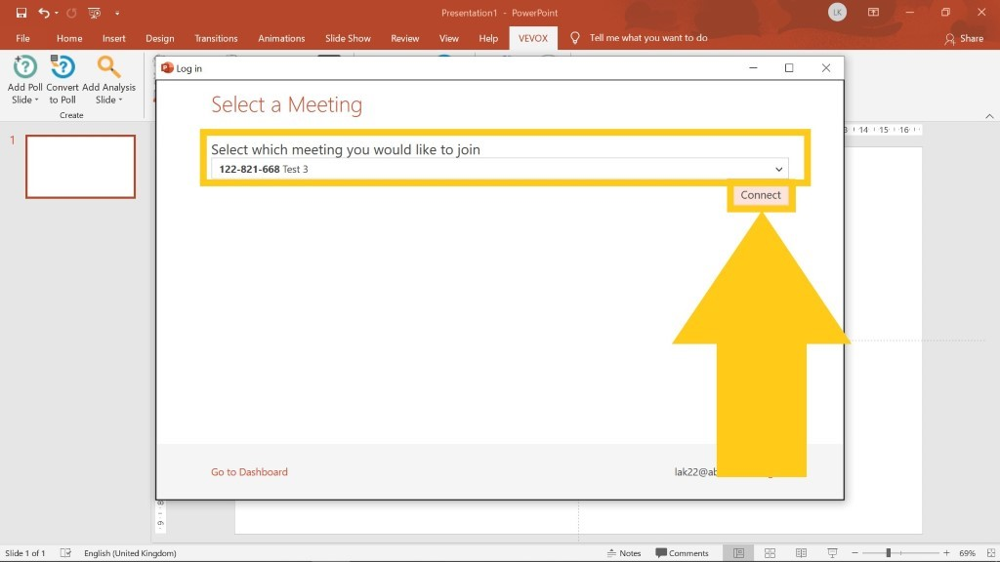 Presentation1 - PowerPoint
LK
File Home Insert Design Transitions Animations Slide Show Review View Help VEVOX Tell me what you want to do Share
Add Poll Slide
Convert to Poll
Add Analysis Slide
Create
Log in
Select a Meeting
Select which meeting you would like to join
122-821-668 Test 3
Connect
1
14 15 16
Go to Dashboard
6
Slide 1 of 1 English (United Kingdom) Notes Comments 69%